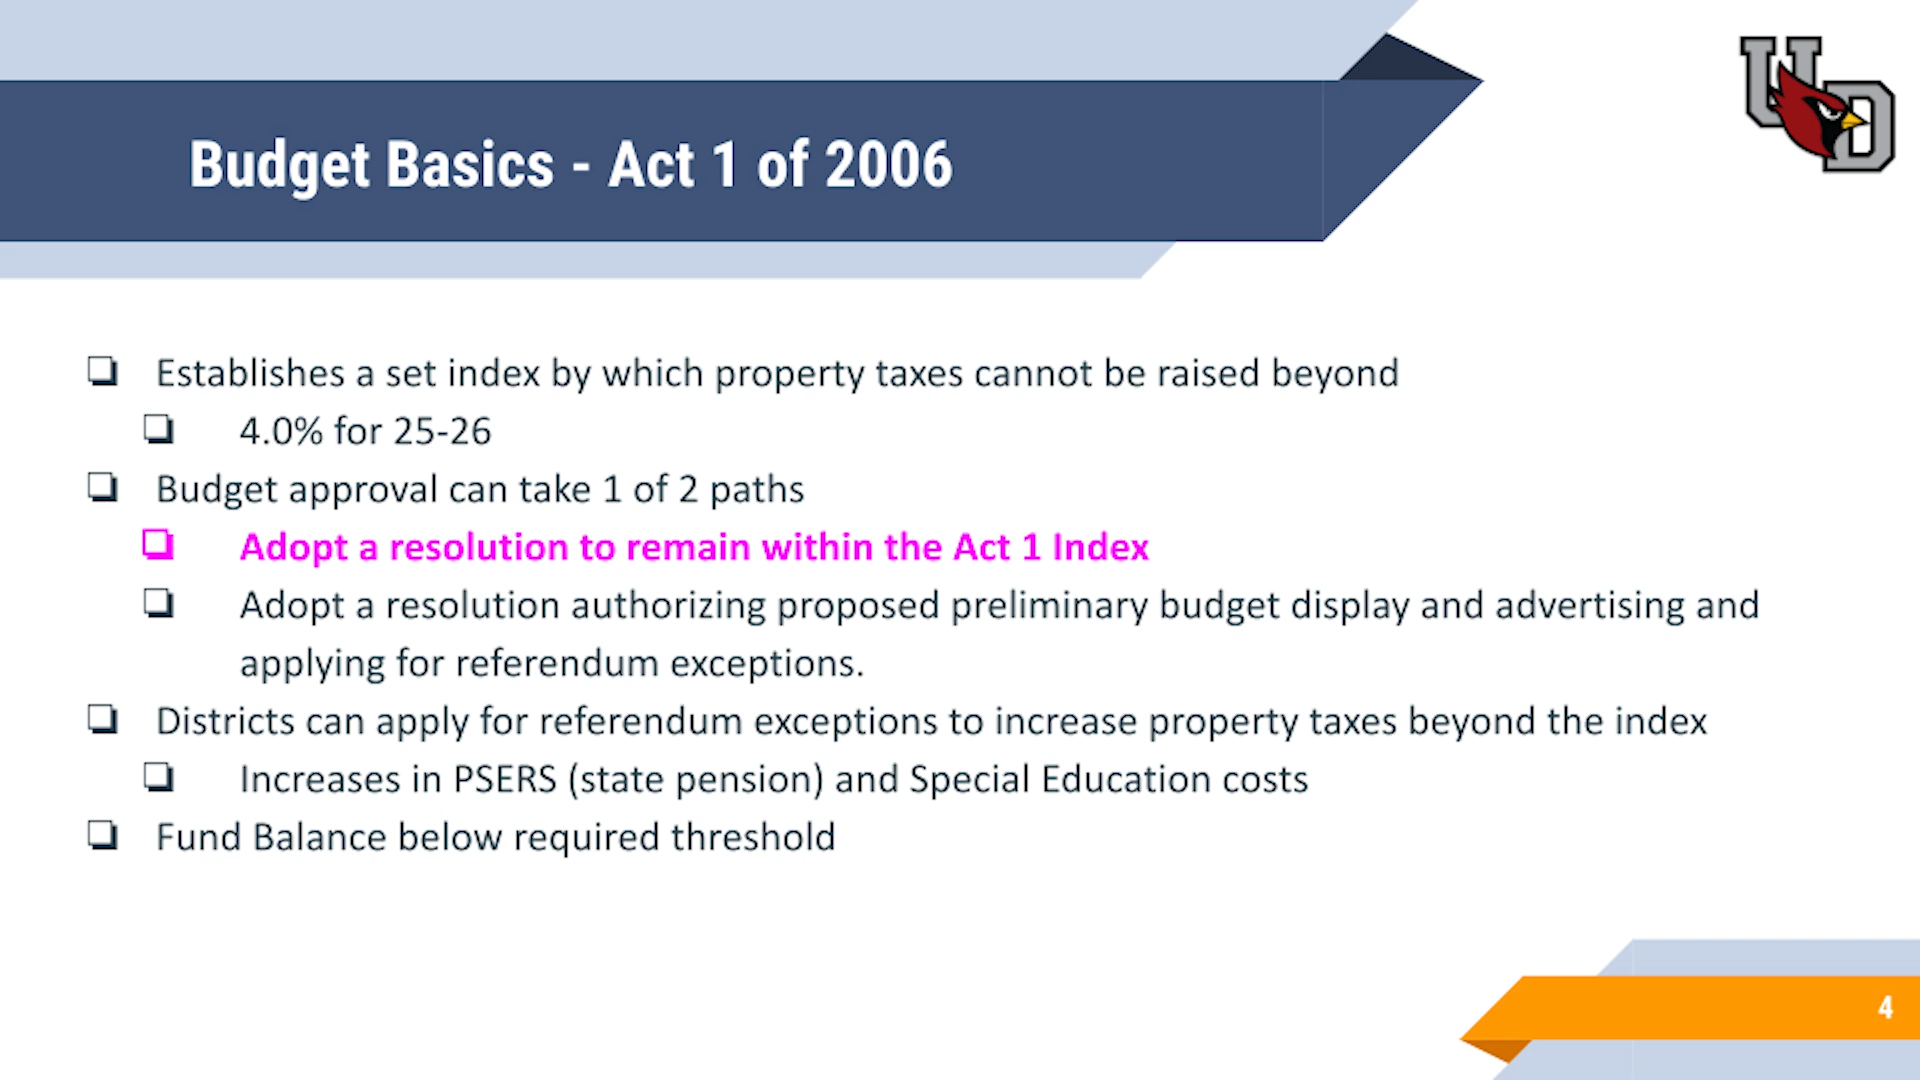 UD
Budget Basics - Act 1 of 2006
Establishes a set index by which property taxes cannot be raised beyond
4.0% for 25-26
Budget approval can take 1 of 2 paths
Adopt a resolution to remain within the Act 1 Index
Adopt a resolution authorizing proposed preliminary budget display and advertising and
applying for referendum exceptions.
Districts can apply for referendum exceptions to increase property taxes beyond the index
Increases in PSERS (state pension) and Special Education costs
Fund Balance below required threshold
4